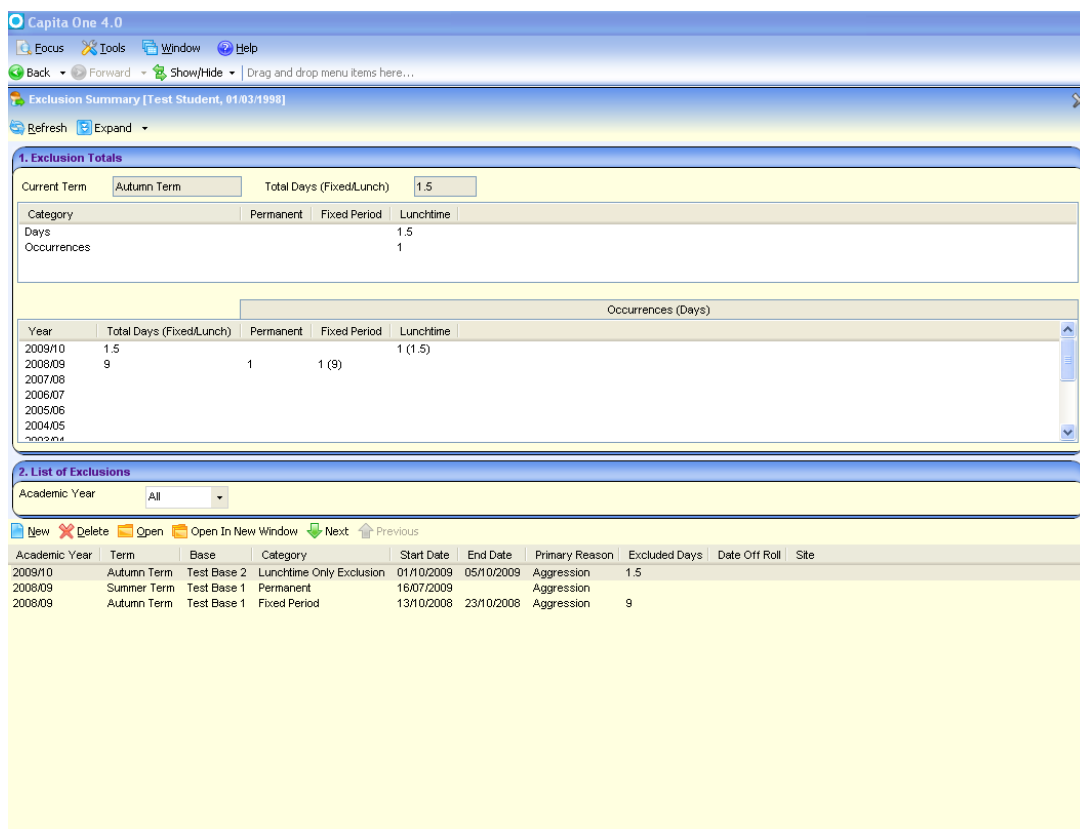 Capita One 4.0
Focus Tools Window Help
Back Forward Show/Hide Drag and drop menu items here...
Exclusion Summary [Test Student, 01/03/1998]
Refresh Expand
1. Exclusion Totals
Current Term Autumn Term Total Days (Fixed/Lunch) 1.5
Category Permanent Fixed Period Lunchtime
Days 1.5
Occurrences 1
Occurrences (Days)
Year Total Days (Fixed/Lunch) Permanent Fixed Period Lunchtime
2009/10 1.5 1 (1.5)
2008/09 9 1 1 (9)
2007/08
2006/07
2005/06
2004/05
2003/04
2. List of Exclusions
Academic Year All
New Delete Open Open In New Window Next Previous
Academic Year Term Base Category Start Date End Date Primary Reason Excluded Days Date Off Roll Site
2009/10 Autumn Term Test Base 2 Lunchtime Only Exclusion 01/10/2009 05/10/2009 Aggression 1.5
2008/09 Summer Term Test Base 1 Permanent 16/07/2009 Aggression
2008/09 Autumn Term Test Base 1 Fixed Period 13/10/2008 23/10/2008 Aggression 9